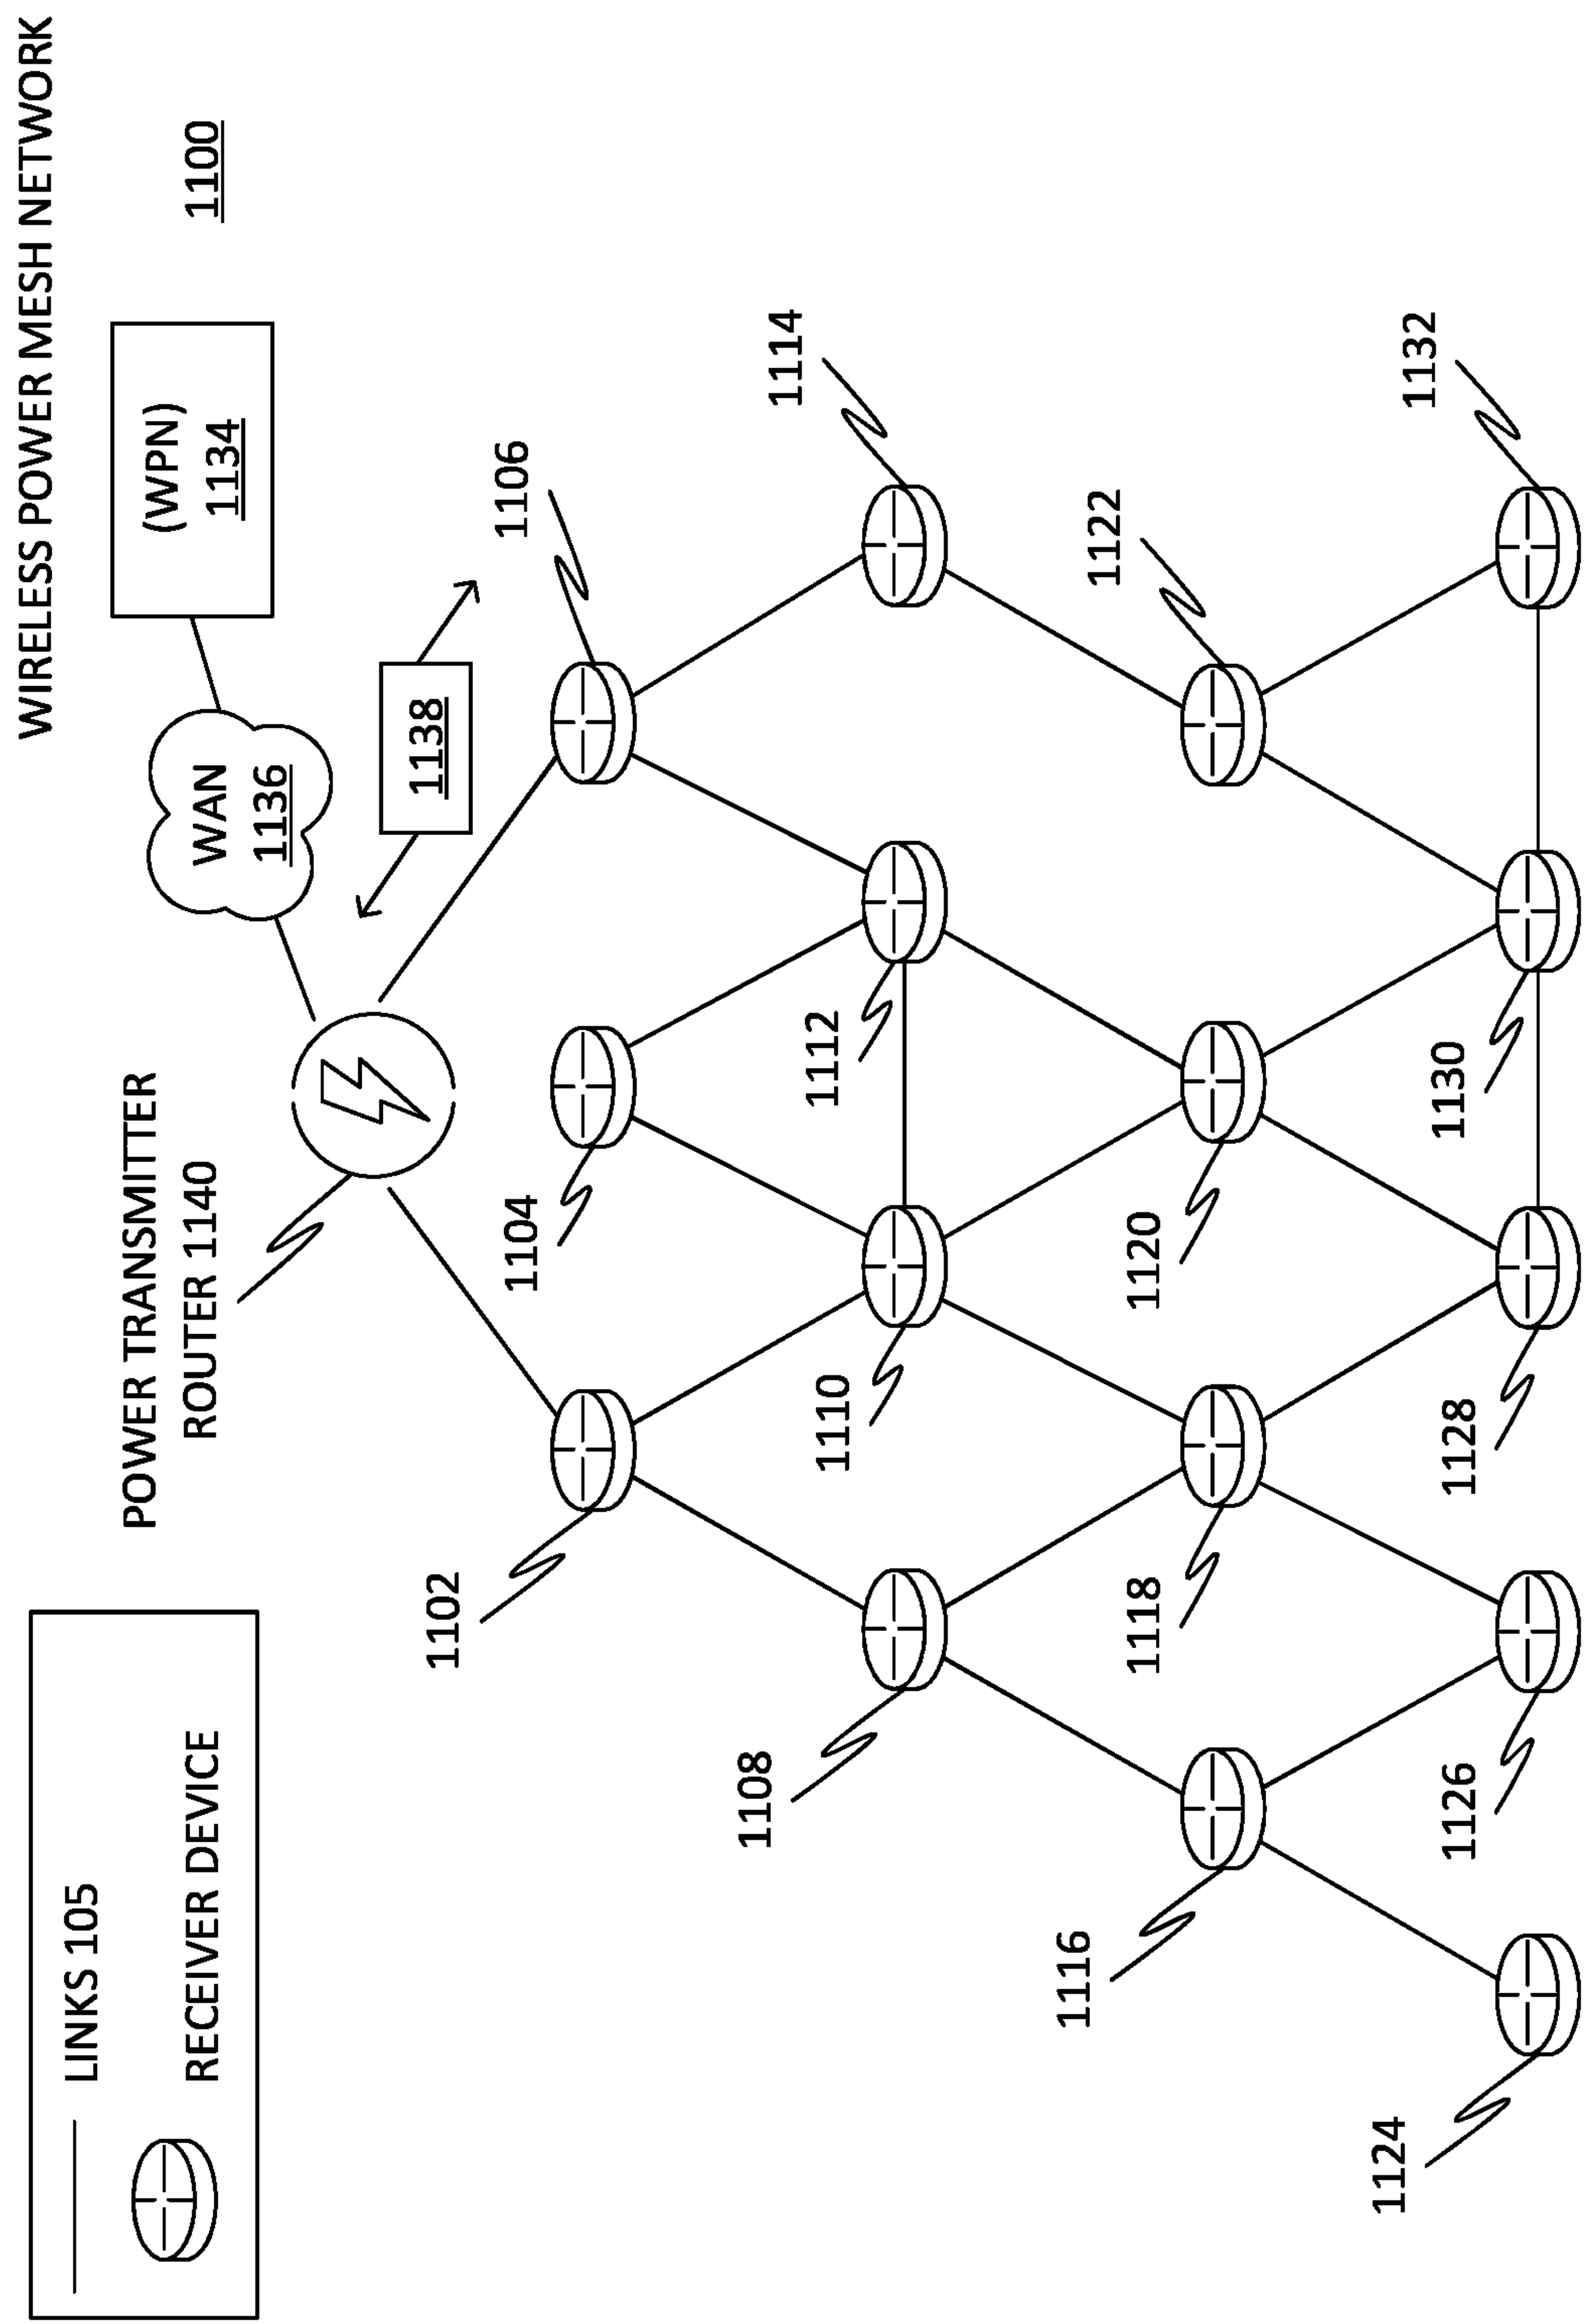 WIRELESS POWER MESH NETWORK
1100
LINKS 105
RECEIVER DEVICE
POWER TRANSMITTER
ROUTER 1140
WAN
1136
(WPN)
1134
1138
1102
1104
1106
1108
1110
1112
1114
1116
1118
1120
1122
1124
1126
1128
1130
1132